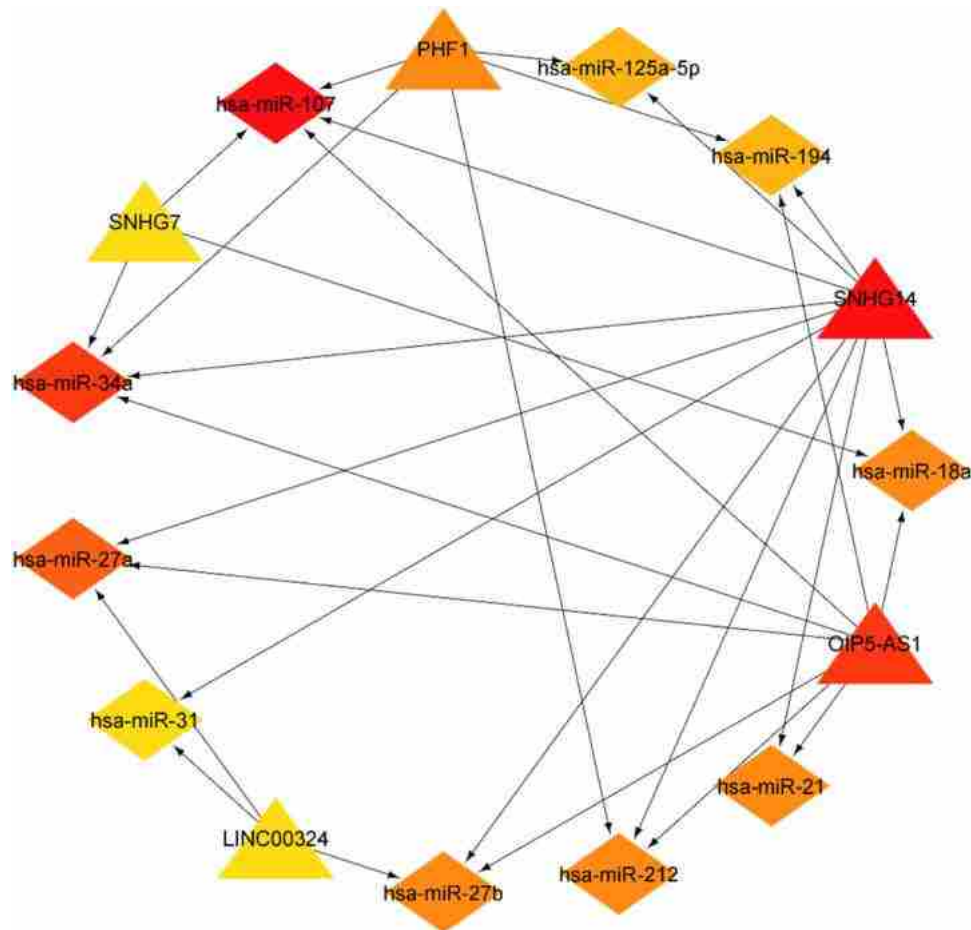 PHF1
hsa-miR-125a-5p
hsa-miR-107
hsa-miR-194
SNHG7
SNHG14
hsa-miR-34a
hsa-miR-18a
hsa-miR-27a
OIP5-AS1
hsa-miR-31
hsa-miR-21
LINC00324
hsa-miR-212
hsa-miR-27b